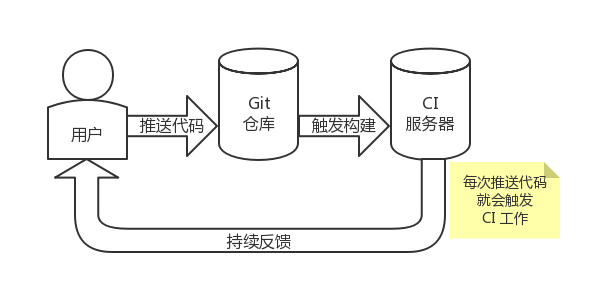 用户
推送代码
Git
仓库
触发构建
CI
服务器
每次推送代码
就会触发
CI 工作
持续反馈